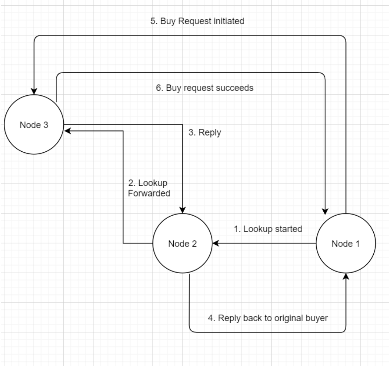 5. Buy Request initiated
6. Buy request succeeds
Node 3
3. Reply
2. Lookup
Forwarded
1. Lookup started
Node 2
Node 1
4. Reply back to original buyer